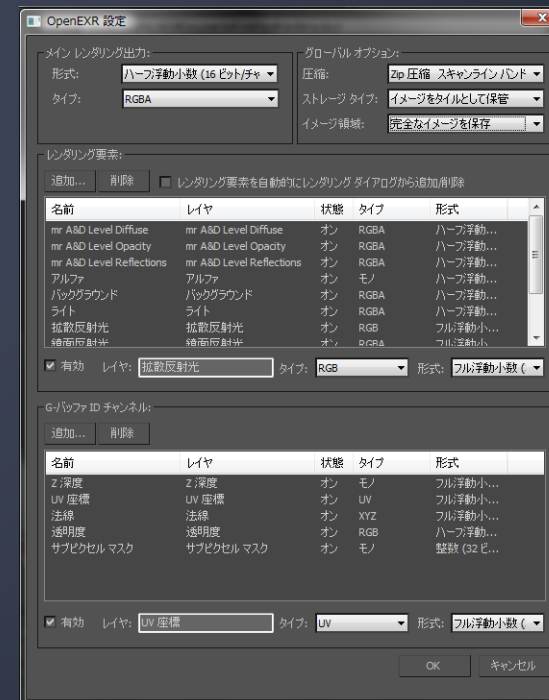 OpenEXR 設定
メイン レンダリング出力:
形式: ハーフ浮動小数 (16 ビット/チャ
タイプ: RGBA
グローバル オプション:
圧縮: Zip 圧縮 スキャンライン バンド
ストレージ タイプ: イメージをタイルとして保管
イメージ領域: 完全なイメージを保存
レンダリング要素:
追加... 削除 レンダリング要素を自動的にレンダリング ダイアログから追加/削除
名前 レイヤ 状態 タイプ 形式
mr A&D Level Diffuse mr A&D Level Diffuse オン RGBA ハーフ浮動...
mr A&D Level Opacity mr A&D Level Opacity オン RGBA ハーフ浮動...
mr A&D Level Reflections mr A&D Level Reflections オン RGBA ハーフ浮動...
アルファ アルファ オン モノ ハーフ浮動...
バックグラウンド バックグラウンド オン RGBA ハーフ浮動...
ライト ライト オン RGBA ハーフ浮動...
拡散反射光 拡散反射光 オン RGB フル浮動小...
鏡面反射光 鏡面反射光 オン RGBA フル浮動小...
有効 レイヤ: 拡散反射光 タイプ: RGB 形式: フル浮動小数 (
G-バッファ ID チャンネル:
追加... 削除
名前 レイヤ 状態 タイプ 形式
Z 深度 Z 深度 オン モノ フル浮動小...
UV 座標 UV 座標 オン UV フル浮動小...
法線 法線 オン XYZ フル浮動小...
透明度 透明度 オン RGB ハーフ浮動...
サブピクセル マスク サブピクセル マスク オン モノ 整数 (32 ビ...
有効 レイヤ: UV 座標 タイプ: UV 形式: フル浮動小数 (
OK キャンセル